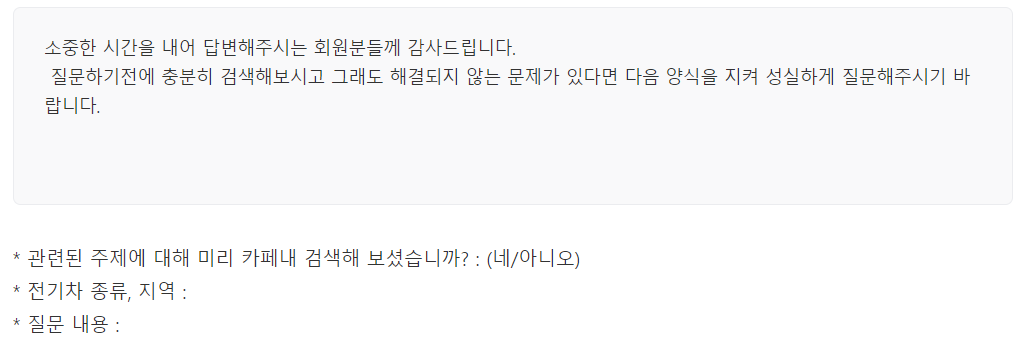 소중한 시간을 내어 답변해주시는 회원분들께 감사드립니다.
질문하기전에 충분히 검색해보시고 그래도 해결되지 않는 문제가 있다면 다음 양식을 지켜 성실하게 질문해주시기 바
랍니다.
* 관련된 주제에 대해 미리 카페내 검색해 보셨습니까? : (네/아니오)
* 전기차 종류, 지역 :
* 질문 내용 :